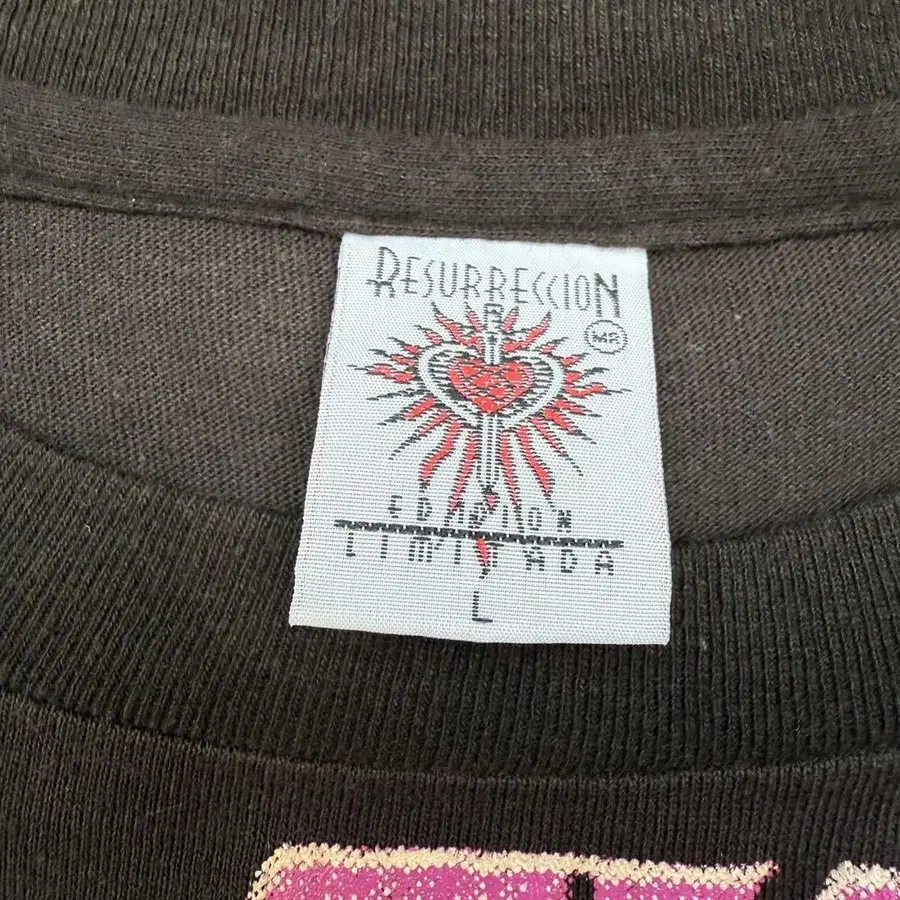 RESURRECCION
MR
EDICION
LIMITADA
L